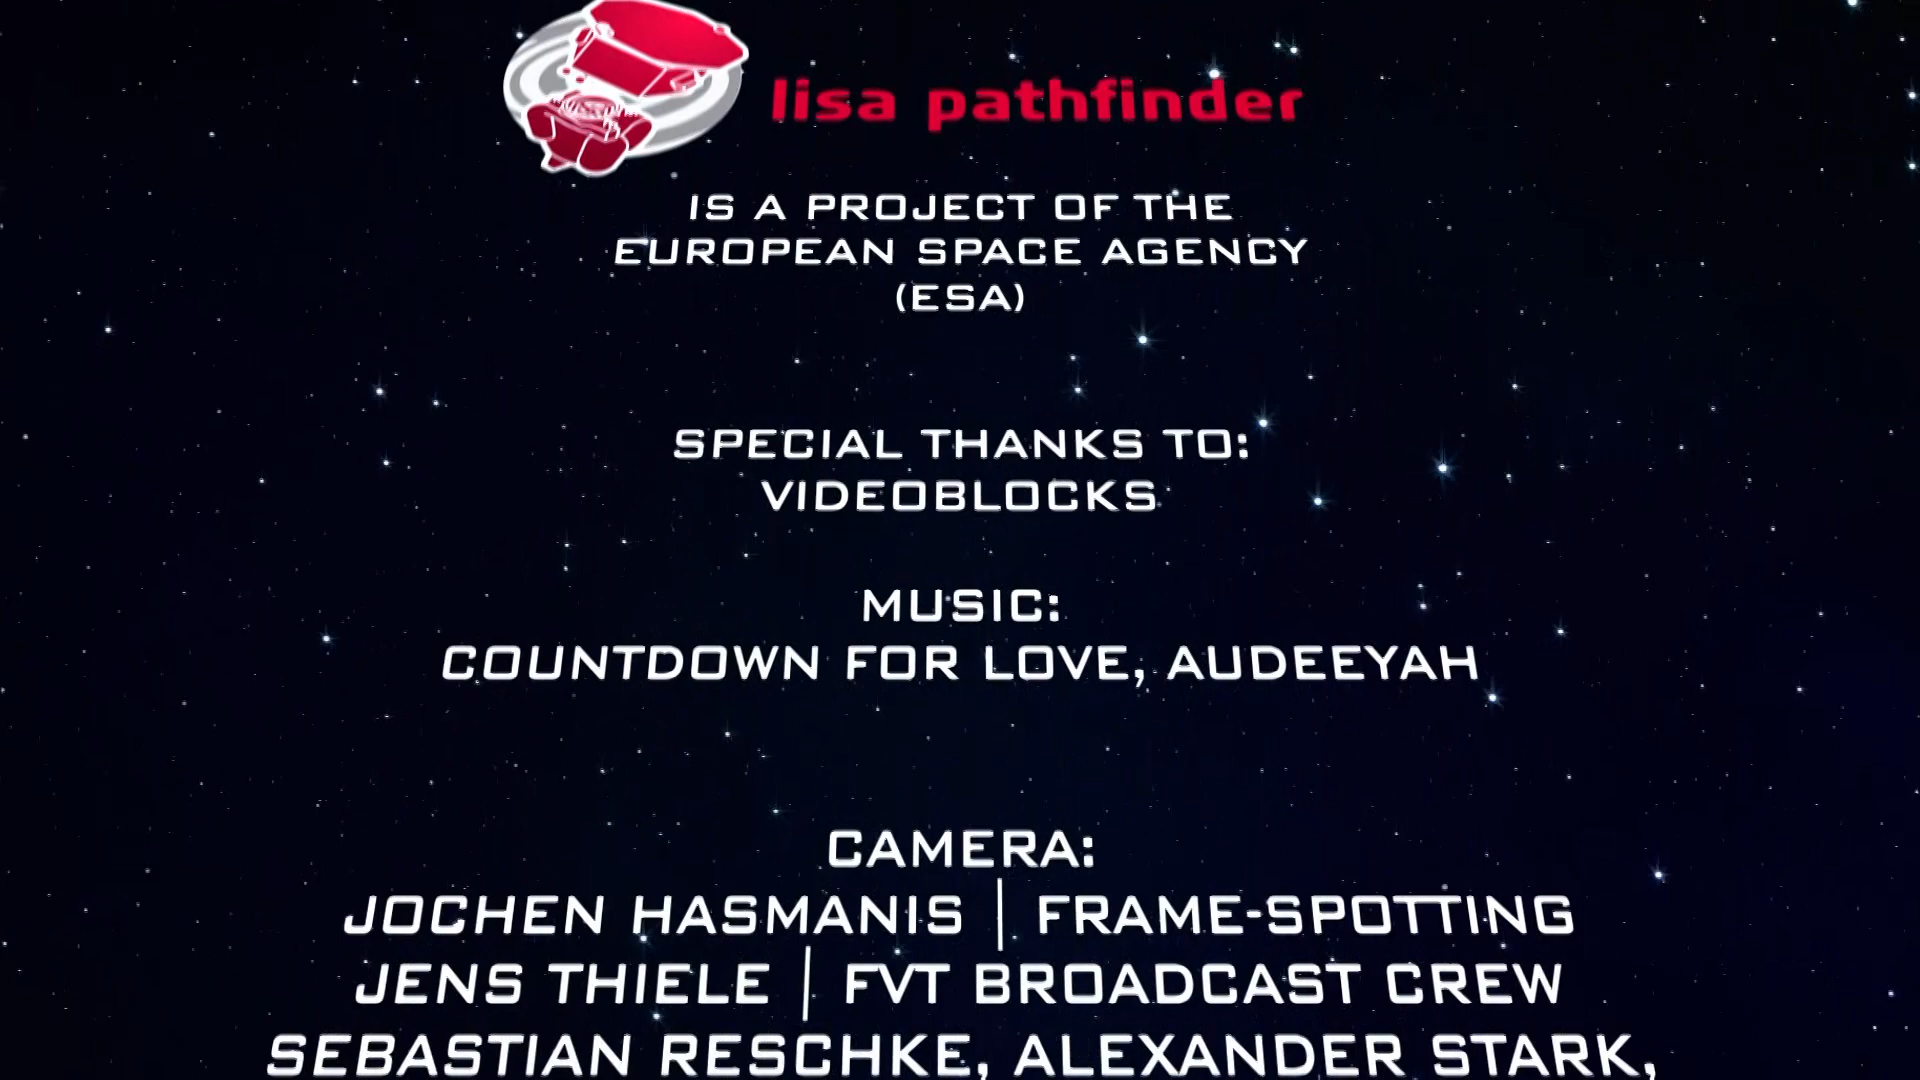 lisa pathfinder
IS A PROJECT OF THE
EUROPEAN SPACE AGENCY
(ESA)
SPECIAL THANKS TO:
VIDEOBLOCKS
MUSIC:
COUNTDOWN FOR LOVE, AUDEEYAH
CAMERA:
JOCHEN HASMANIS | FRAME-SPOTTING
JENS THIELE | FVT BROADCAST CREW
SEBASTIAN RESCHKE, ALEXANDER STARK,